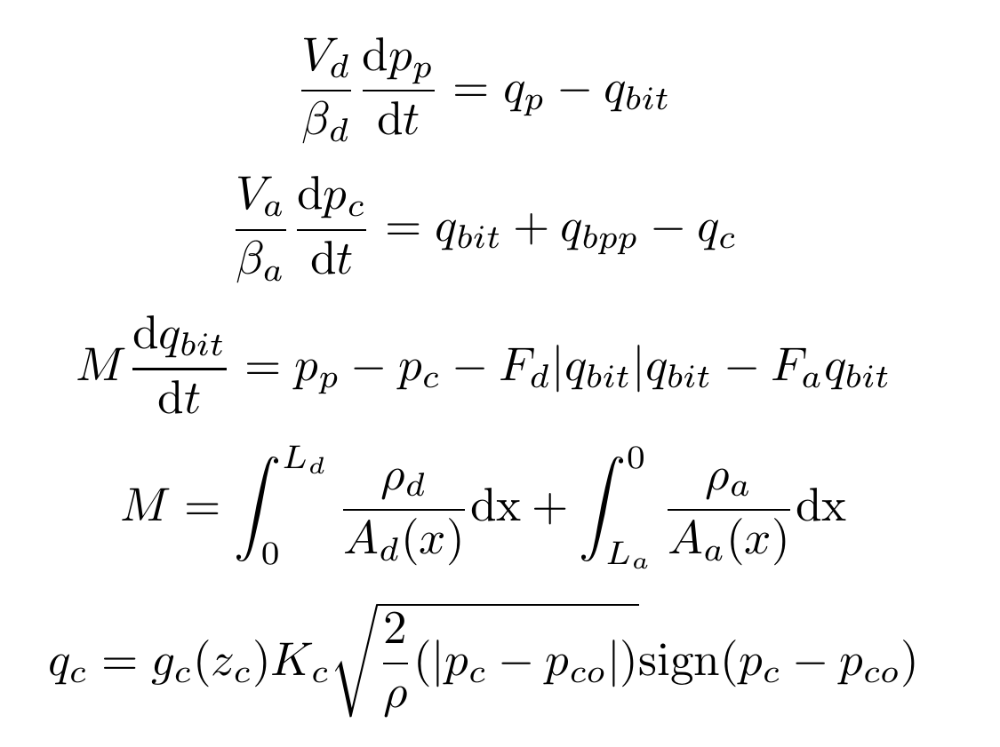 \frac{V_d}{\beta_d}\frac{\mathrm{d}p_p}{\mathrm{d}t} = q_p - q_{bit}
\frac{V_a}{\beta_a}\frac{\mathrm{d}p_c}{\mathrm{d}t} = q_{bit} + q_{bpp} - q_c
M\frac{\mathrm{d}q_{bit}}{\mathrm{d}t} = p_p - p_c - F_d|q_{bit}|q_{bit} - F_a q_{bit}
M = \int_0^{L_d} \frac{\rho_d}{A_d(x)}\mathrm{dx} + \int_{L_a}^0 \frac{\rho_a}{A_a(x)}\mathrm{dx}
q_c = g_c(z_c)K_c\sqrt{\frac{2}{\rho}(|p_c - p_{co}|)}\mathrm{sign}(p_c - p_{co})